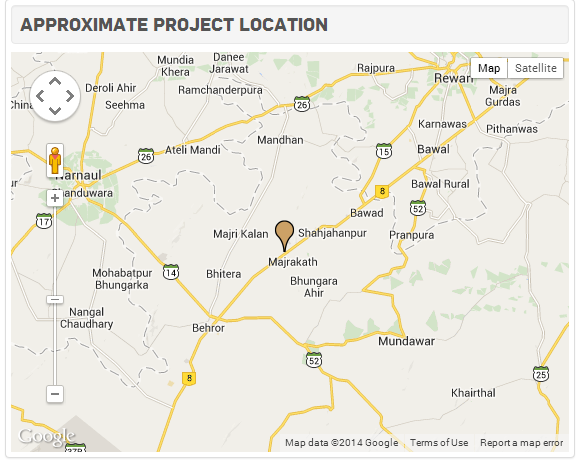 APPROXIMATE PROJECT LOCATION
Mundia
Khera
Danee
Jarawat
Rajpura
Rewari
Map
Satellite
Deroli Ahir
Seehma
Ramchanderpura
26
Majra
Gurdas
Karnawas
Pithanwas
Mandhan
26
Ateli Mandi
15
Bawal
Narnaul
Thanduwara
8
Bawal Rural
52
17
Bawad
Majri Kalan
Shahjahanpur
Pranpura
Majrakath
14
Mohabatpur
Bhungarka
Bhitera
Bhungara
Ahir
Nangal
Chaudhary
Behror
Mundawar
52
8
25
Khairthal
37B
Google
Map data ©2014 Google
Terms of Use
Report a map error